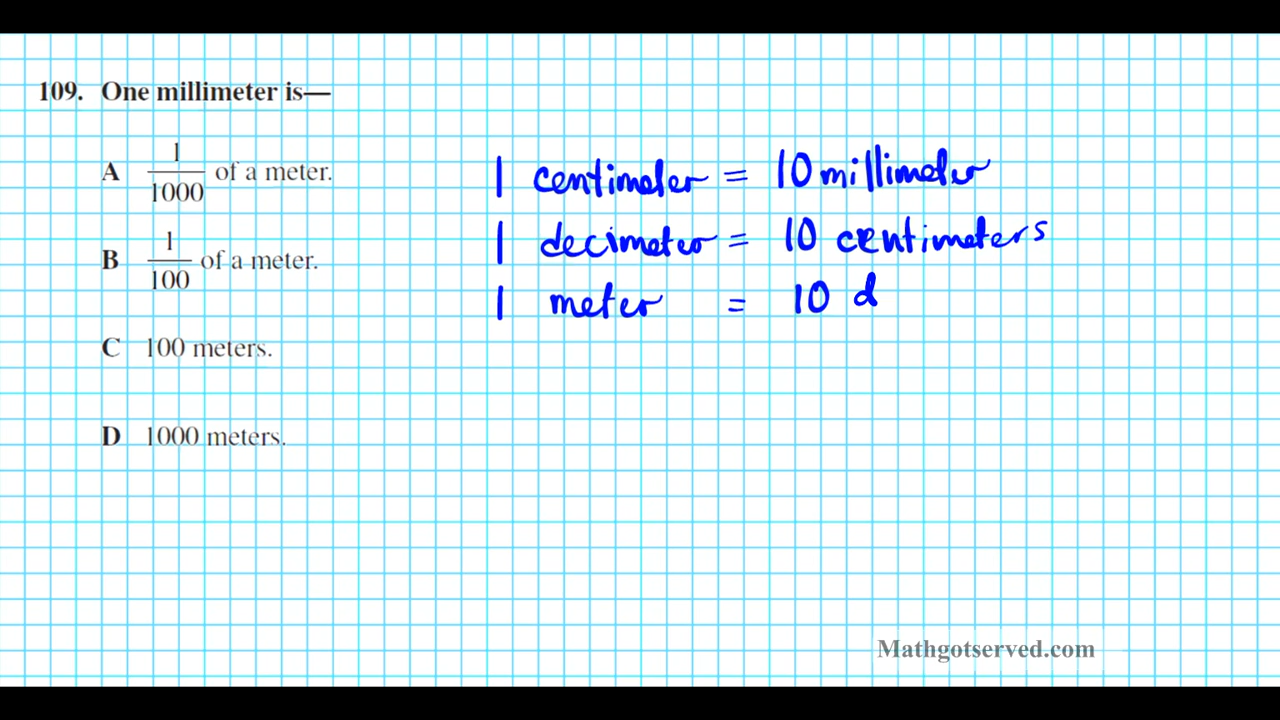 109. One millimeter is—
A 1/1000 of a meter.
B 1/100 of a meter.
C 100 meters.
D 1000 meters.
1 centimeter = 10 millimeter
1 decimeter = 10 centimeters
1 meter = 10 d
Mathgotserved.com